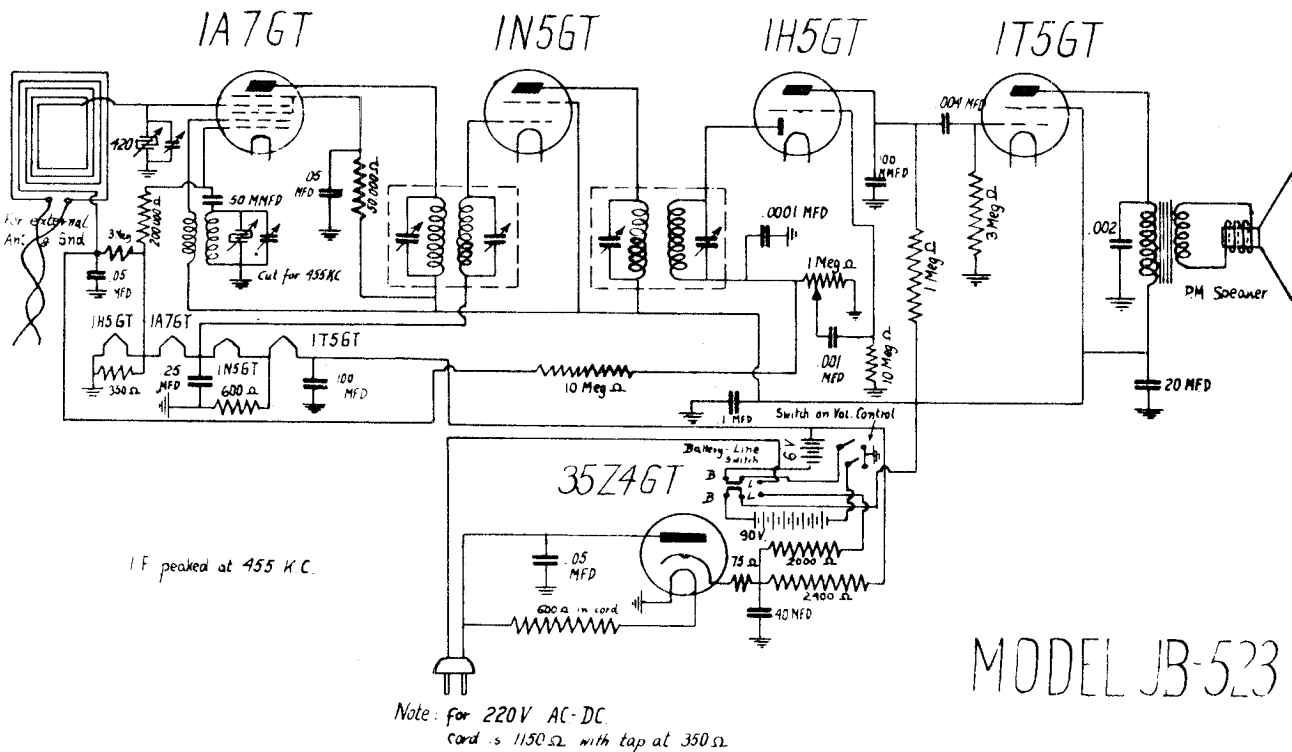 1A7GT
1N5GT
1H5GT
1T5GT
420
.05
MFD
50.000 Ω
50 MMFD
200000 Ω
For external
Ant. & Gnd
3 Meg
.05
MFD
Cut for 455KC
100
MMFD
.004 MFD
3 Meg Ω
.0001 MFD
1 Meg Ω
1 Meg Ω
.002
P.M Speaker
1H5GT
1A7GT
1T5GT
1N5GT
350Ω
.25
MFD
600 Ω
100
MFD
10 Meg Ω
.001
MFD
10 Meg Ω
20 MFD
.1 MFD
Switch on Vol. Control
Battery-Line
Switch
6V
B
L
B
L
90V.
35Z4GT
.05
MFD
75 Ω
2000 Ω
2400 Ω
600 Ω in cord
40 MFD
I F peaked at 455 K C.
MODEL JB-523
Note: for 220V AC-DC.
cord is 1150 Ω with tap at 350 Ω